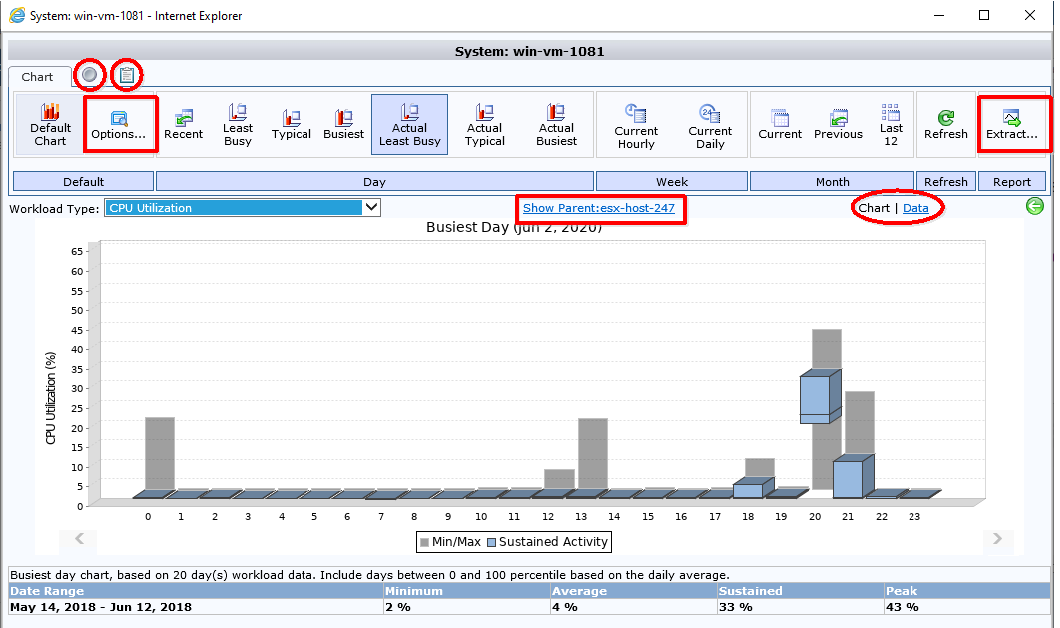 System: win-vm-1081 - Internet Explorer
System: win-vm-1081
Chart
Default Chart
Options...
Recent
Least Busy
Typical
Busiest
Actual Least Busy
Actual Typical
Actual Busiest
Current Hourly
24
Current Daily
Current
Previous
Last 12
Refresh
Extract...
Default
Day
Week
Month
Refresh
Report
Workload Type: CPU Utilization
Show Parent:esx-host-247
Chart | Data
Busiest Day (Jun 2, 2020)
CPU Utilization (%)
65
60
55
50
45
40
35
30
25
20
15
10
5
0
0 1 2 3 4 5 6 7 8 9 10 11 12 13 14 15 16 17 18 19 20 21 22 23
Min/Max Sustained Activity
Busiest day chart, based on 20 day(s) workload data. Include days between 0 and 100 percentile based on the daily average.
Date Range Minimum Average Sustained Peak
May 14, 2018 - Jun 12, 2018 2 % 4 % 33 % 43 %